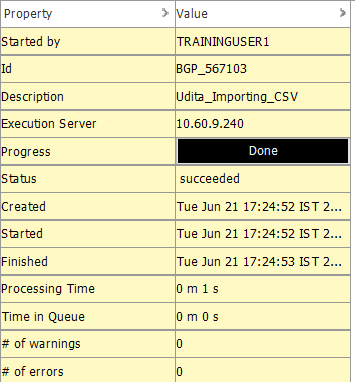 Property Value
Started by TRAININGUSER1
Id BGP_567103
Description Udita_Importing_CSV
Execution Server 10.60.9.240
Progress Done
Status succeeded
Created Tue Jun 21 17:24:52 IST 2...
Started Tue Jun 21 17:24:52 IST 2...
Finished Tue Jun 21 17:24:53 IST 2...
Processing Time 0 m 1 s
Time in Queue 0 m 0 s
# of warnings 0
# of errors 0